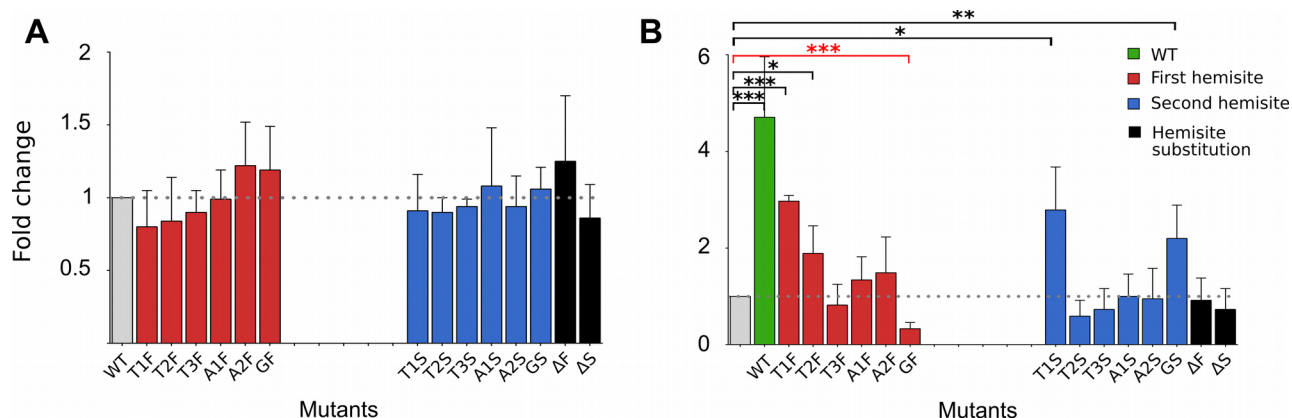 A
Fold change
2
1.5
1
0.5
WT T1F T2F T3F A1F A2F GF T1S T2S T3S A1S A2S GS ΔF ΔS
Mutants
B
**
*
***
*
***
***
6
4
2
0
WT
First hemisite
Second hemisite
Hemisite
substitution
WT T1F T2F T3F A1F A2F GF T1S T2S T3S A1S A2S GS ΔF ΔS
Mutants